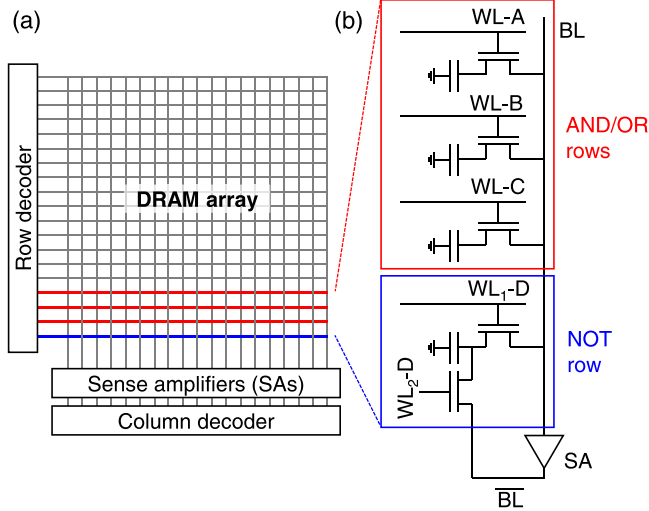 (a)
Row decoder
DRAM array
Sense amplifiers (SAs)
Column decoder
(b)
WL-A
BL
WL-B
AND/OR
rows
WL-C
WL₁-D
NOT
row
WL₂-D
SA
B̅L̅